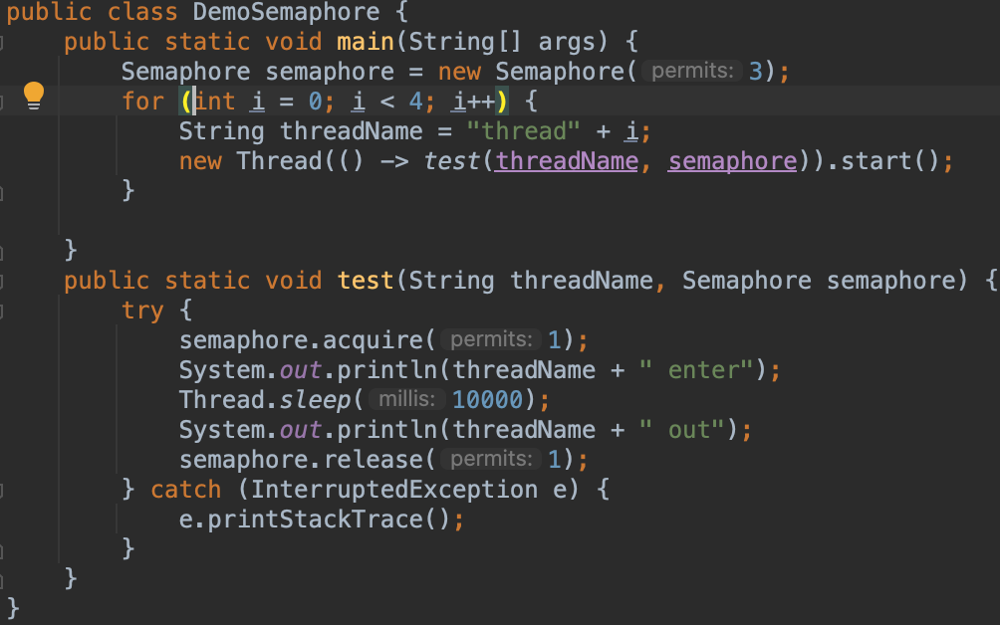 public class DemoSemaphore {
    public static void main(String[] args) {
        Semaphore semaphore = new Semaphore( permits: 3);
        for (int i = 0; i < 4; i++) {
            String threadName = "thread" + i;
            new Thread(() -> test(threadName, semaphore)).start();
        }

    }
    public static void test(String threadName, Semaphore semaphore) {
        try {
            semaphore.acquire( permits: 1);
            System.out.println(threadName + " enter");
            Thread.sleep( millis: 10000);
            System.out.println(threadName + " out");
            semaphore.release( permits: 1);
        } catch (InterruptedException e) {
            e.printStackTrace();
        }
    }
}